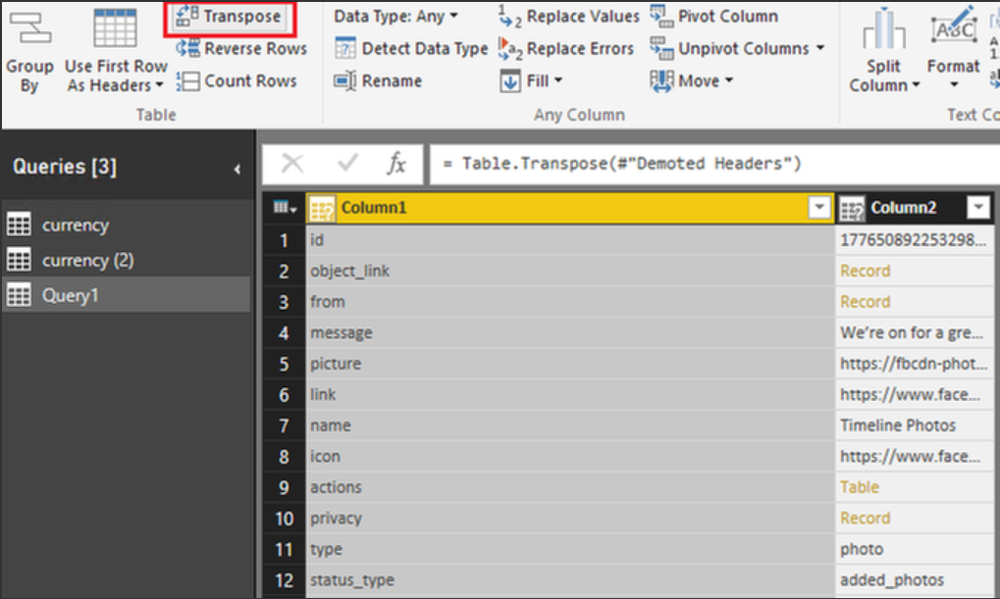 Group By
Use First Row As Headers
Transpose
Reverse Rows
Count Rows
Table
Data Type: Any
Detect Data Type
Rename
Replace Values
Replace Errors
Fill
Pivot Column
Unpivot Columns
Move
Any Column
Split Column
ABC
Format
Text Co
Queries [3]
currency
currency (2)
Query1
fx
= Table.Transpose(#"Demoted Headers")
Column1 Column2
1 id 177650892253298...
2 object_link Record
3 from Record
4 message We're on for a gre...
5 picture https://fbcdn-phot...
6 link https://www.face...
7 name Timeline Photos
8 icon https://www.face...
9 actions Table
10 privacy Record
11 type photo
12 status_type added_photos